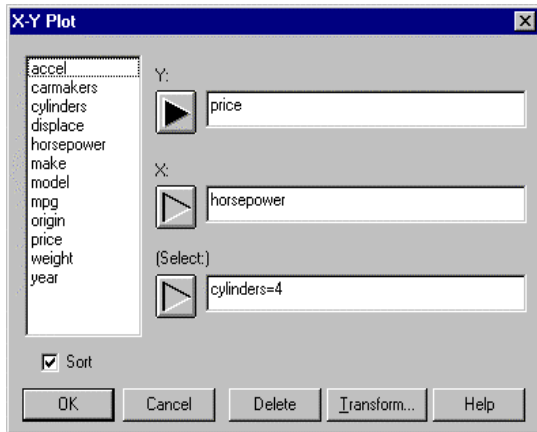 X-Y Plot
accel
carmakers
cylinders
displace
horsepower
make
model
mpg
origin
price
weight
year
Sort
Y:
price
X:
horsepower
(Select:)
cylinders=4
OK Cancel Delete Transform... Help